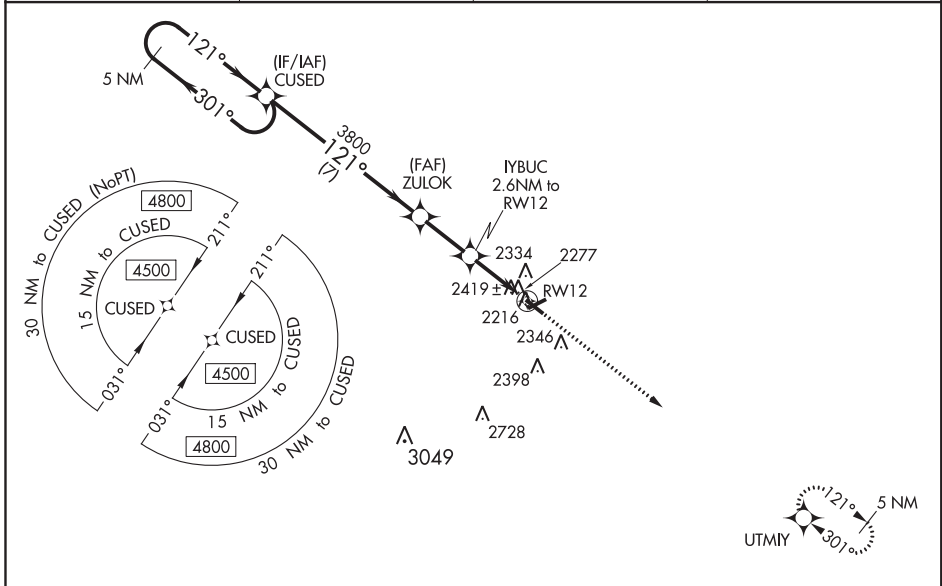 121°
5 NM
301°
(IF/IAF)
CUSED
3800
121°
(7)
(FAF)
ZULOK
IYBUC
2.6NM to
RW12
2334
2277
2419±
RW12
2216
2346
2398
2728
3049
30 NM to CUSED (NoPT)
4800
211°
15 NM to CUSED
4500
CUSED
031°
211°
CUSED
4500
15 NM to CUSED
031°
4800
30 NM to CUSED
121°
5 NM
301°
UTMIY